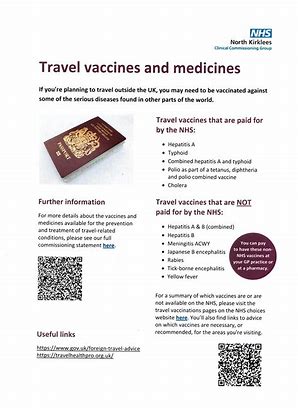 NHS
North Kirklees
Clinical Commissioning Group
Travel vaccines and medicines
If you're planning to travel outside the UK, you may need to be vaccinated against
some of the serious diseases found in other parts of the world.
PASSPORT
Travel vaccines that are paid for
by the NHS:
• Hepatitis A
• Typhoid
• Combined hepatitis A and typhoid
• Polio as part of a tetanus, diphtheria
and polio combined vaccine
• Cholera
Further information
For more details about the vaccines and
medicines available for the prevention
and treatment of travel-related
conditions, please see our full
commissioning statement here.
Travel vaccines that are NOT
paid for by the NHS:
• Hepatitis A & B (combined)
• Hepatitis B
• Meningitis ACWY
• Japanese B encephalitis
• Rabies
• Tick-borne encephalitis
• Yellow fever
You can pay
to have these non-
NHS vaccines at
your GP practice or
at a pharmacy.
For a summary of which vaccines are or are
not available on the NHS, please visit the
travel vaccinations pages on the NHS choices
website here. You'll also find links to advice
on which vaccines are necessary, or
recommended, for the areas you're visiting.
Useful links
https://www.gov.uk/foreign-travel-advice
https://travelhealthpro.org.uk/